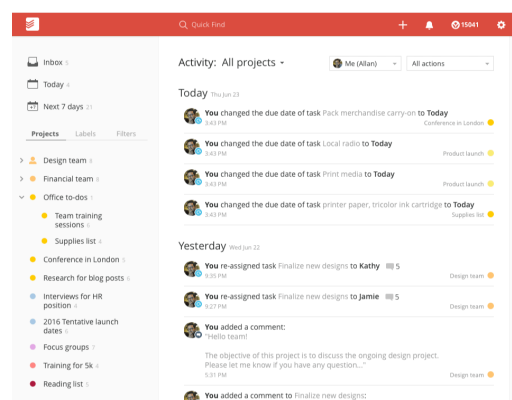 Quick Find
15041
Inbox 5
Today 4
+7 Next 7 days 21
Projects Labels Filters
Design team 8
Financial team 8
Office to-dos
Team training
sessions 6
Supplies list 4
Conference in London 5
Research for blog posts 6
Interviews for HR
position 8
2016 Tentative launch
dates 6
Focus groups 7
Training for 5k 4
Reading list 5
Activity: All projects
Me (Allan)
All actions
Today Thu Jun 23
You changed the due date of task Pack merchandise carry-on to Today
3:43 PM Conference in London
You changed the due date of task Local radio to Today
3:43 PM Product launch
You changed the due date of task Print media to Today
3:43 PM Product launch
You changed the due date of task printer paper, tricolor ink cartridge to Today
3:43 PM Supplies list
Yesterday Wed Jun 22
You re-assigned task Finalize new designs to Kathy 5
9:35 PM Design team
You re-assigned task Finalize new designs to Jamie 5
9:27 PM Design team
You added a comment:
"Hello team!
The objective of this project is to discuss the ongoing design project.
Please let me know if you have any question..."
5:31 PM Design team
You added a comment to Finalize new designs: